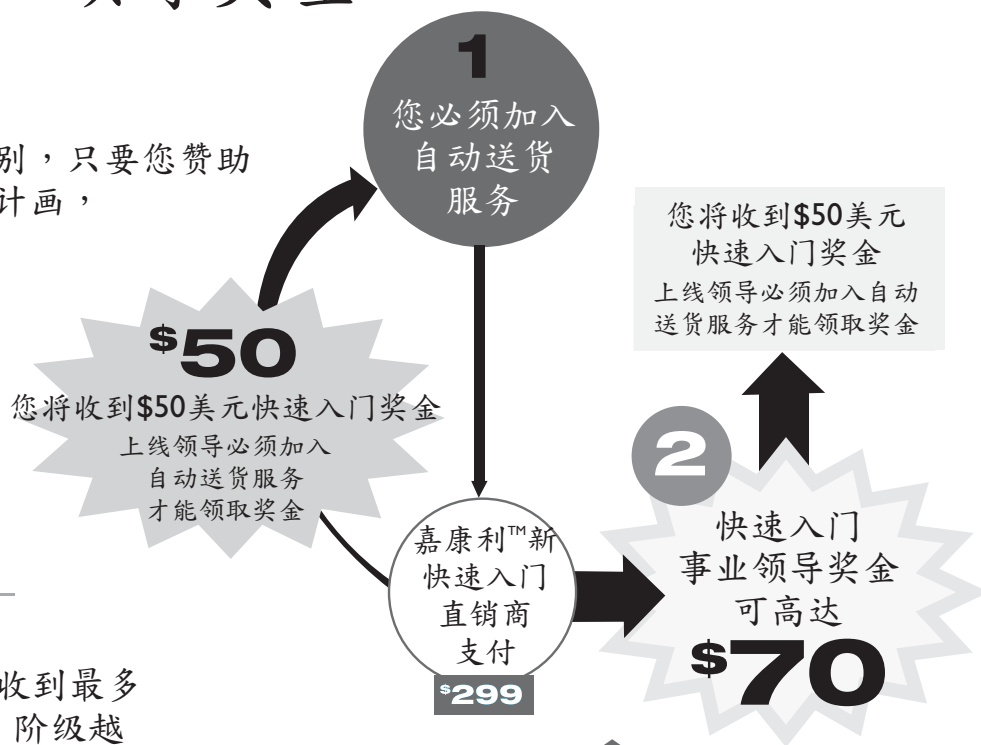 1
您必须加入
自动送货
服务
别，只要您赞助
计画，
您将收到$50美元
快速入门奖金
上线领导必须加入自动
送货服务才能领取奖金
$50
您将收到$50美元快速入门奖金
上线领导必须加入
自动送货服务
才能领取奖金
2
嘉康利™新
快速入门
直销商
支付
$299
快速入门
事业领导奖金
可高达
$70
收到最多
阶级越